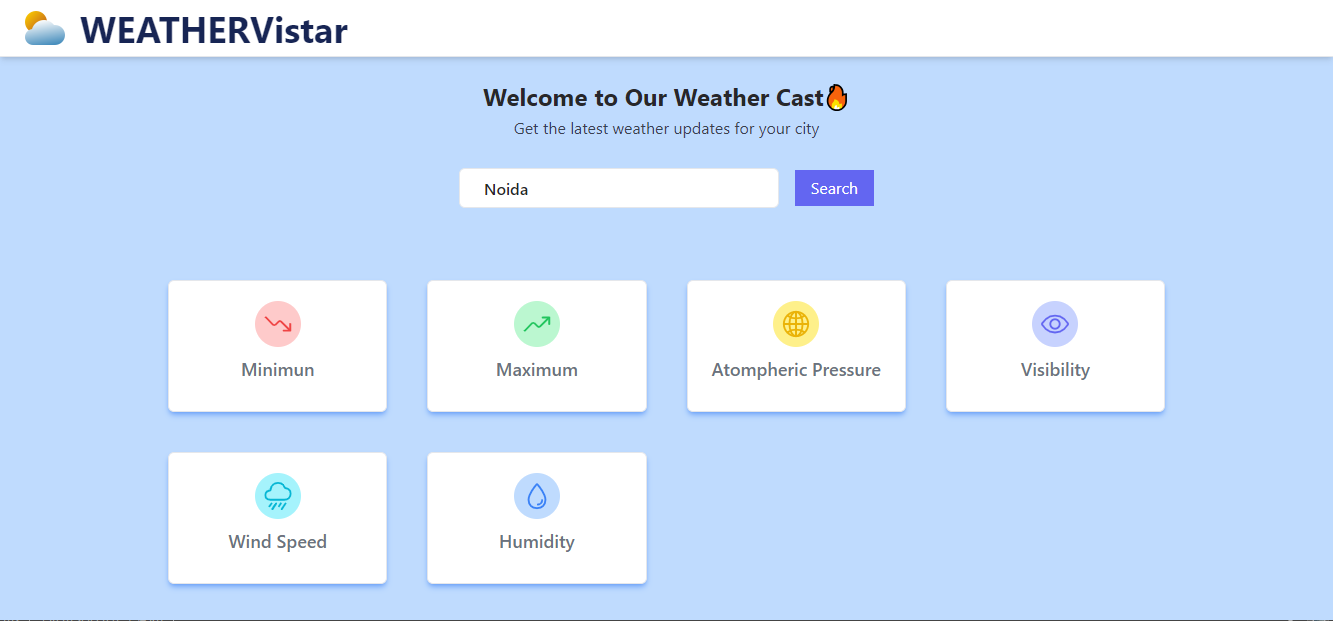 WEATHERVistar
Welcome to Our Weather Cast🔥
Get the latest weather updates for your city
Noida
Search
Minimun
Maximum
Atompheric Pressure
Visibility
Wind Speed
Humidity